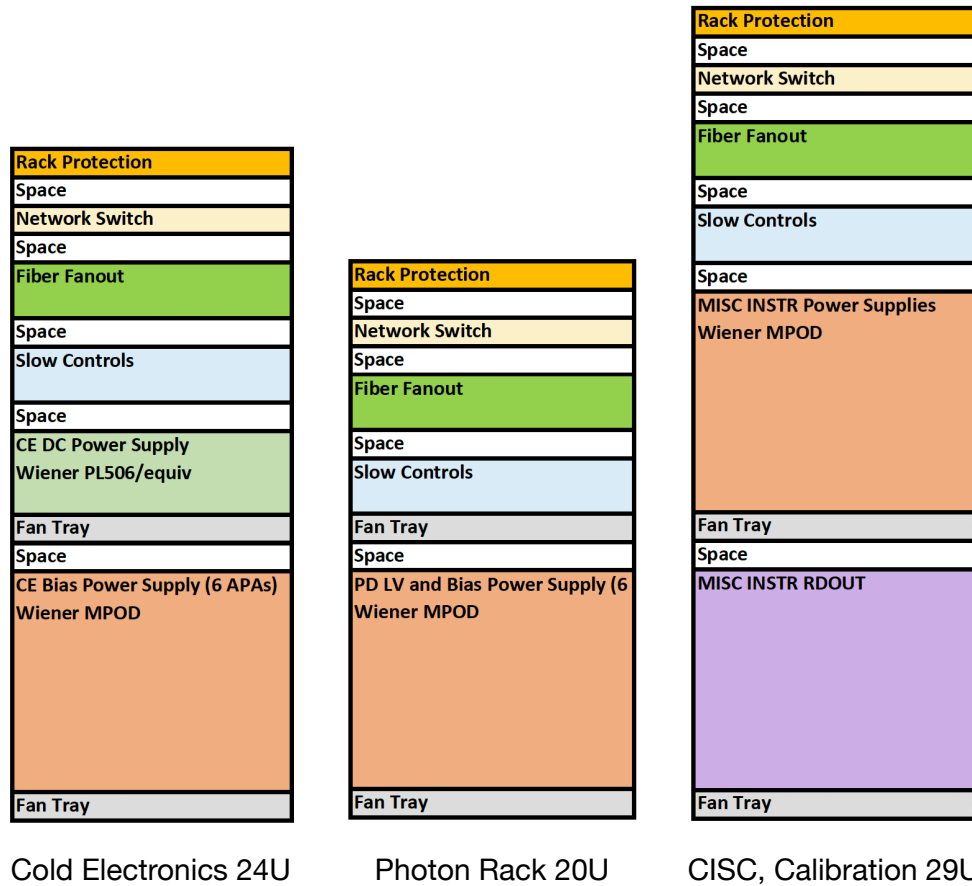 Rack Protection
Space
Network Switch
Space
Fiber Fanout
Space
Slow Controls
Space
CE DC Power Supply
Wiener PL506/equiv
Fan Tray
Space
CE Bias Power Supply (6 APAs)
Wiener MPOD
Fan Tray
Cold Electronics 24U
Rack Protection
Space
Network Switch
Space
Fiber Fanout
Space
Slow Controls
Fan Tray
Space
PD LV and Bias Power Supply (6
Wiener MPOD
Fan Tray
Photon Rack 20U
Rack Protection
Space
Network Switch
Space
Fiber Fanout
Space
Slow Controls
Space
MISC INSTR Power Supplies
Wiener MPOD
Fan Tray
Space
MISC INSTR RDOUT
Fan Tray
CISC, Calibration 29U